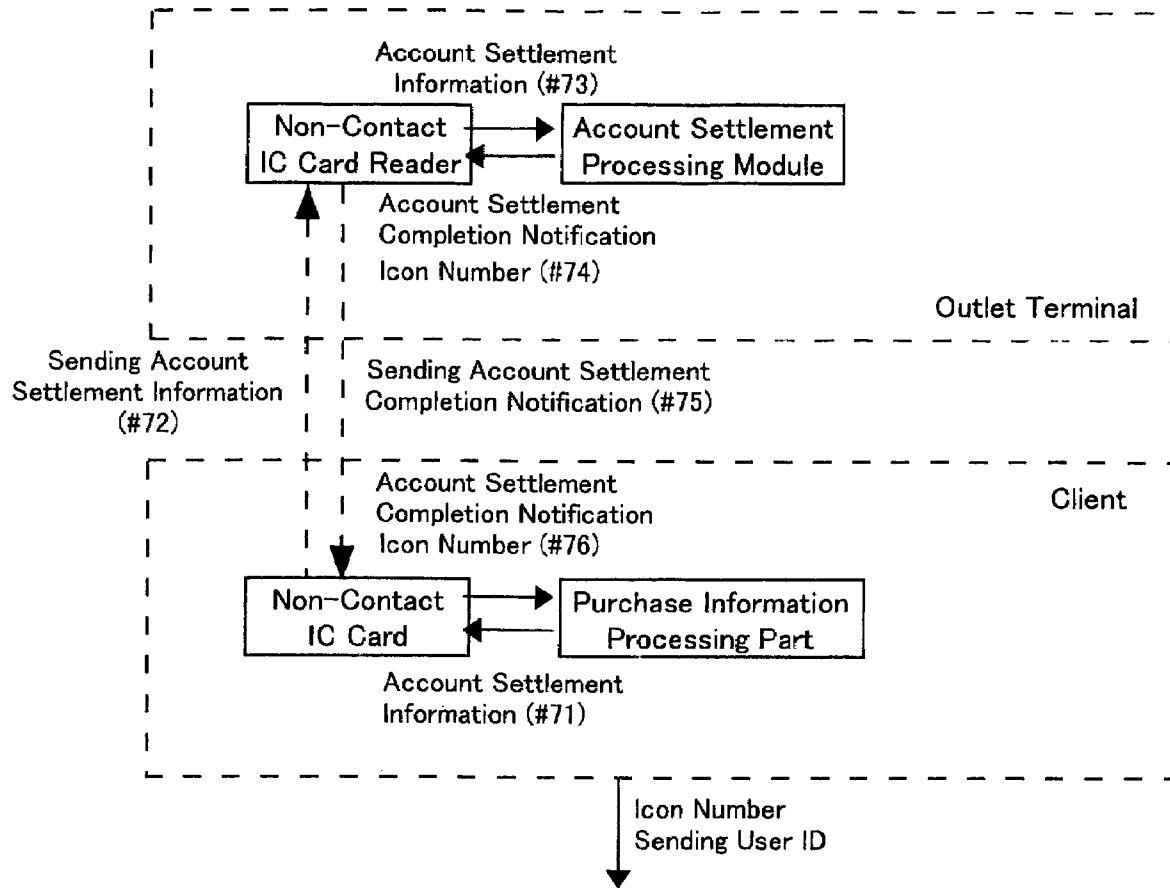 Account Settlement
Information (#73)
Non-Contact
IC Card Reader
Account Settlement
Processing Module
Account Settlement
Completion Notification
Icon Number (#74)
Outlet Terminal
Sending Account
Settlement Information
(#72)
Sending Account Settlement
Completion Notification (#75)
Account Settlement
Completion Notification
Icon Number (#76)
Client
Non-Contact
IC Card
Purchase Information
Processing Part
Account Settlement
Information (#71)
Icon Number
Sending User ID